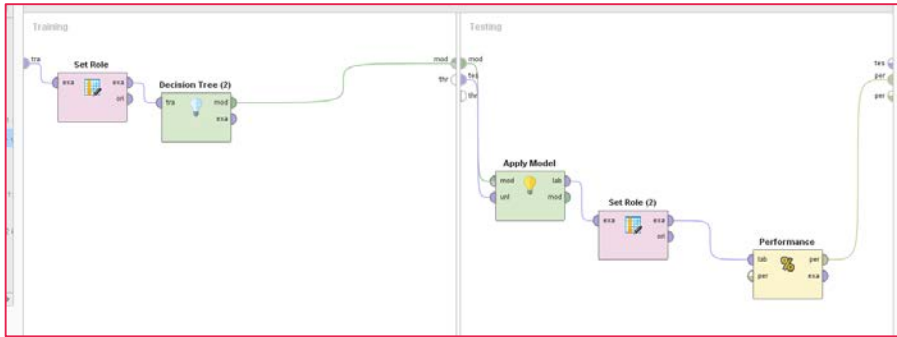 Training
tra
Set Role
exa
exa
ori
Decision Tree (2)
tra
mod
exa
mod
thr
Testing
mod
tes
thr
Apply Model
mod
lab
unl
mod
Set Role (2)
exa
exa
ori
Performance
lab
per
per
exa
tes
per
per